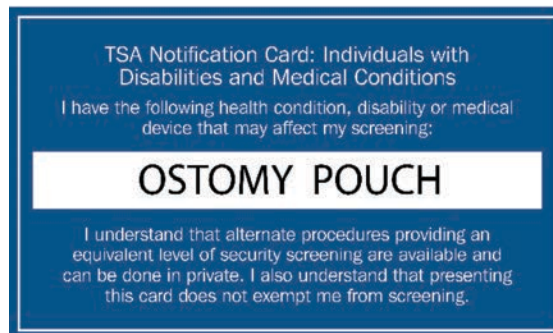 TSA Notification Card: Individuals with
Disabilities and Medical Conditions
I have the following health condition, disability or medical
device that may affect my screening:
OSTOMY POUCH
I understand that alternate procedures providing an
equivalent level of security screening are available and
can be done in private. I also understand that presenting
this card does not exempt me from screening.